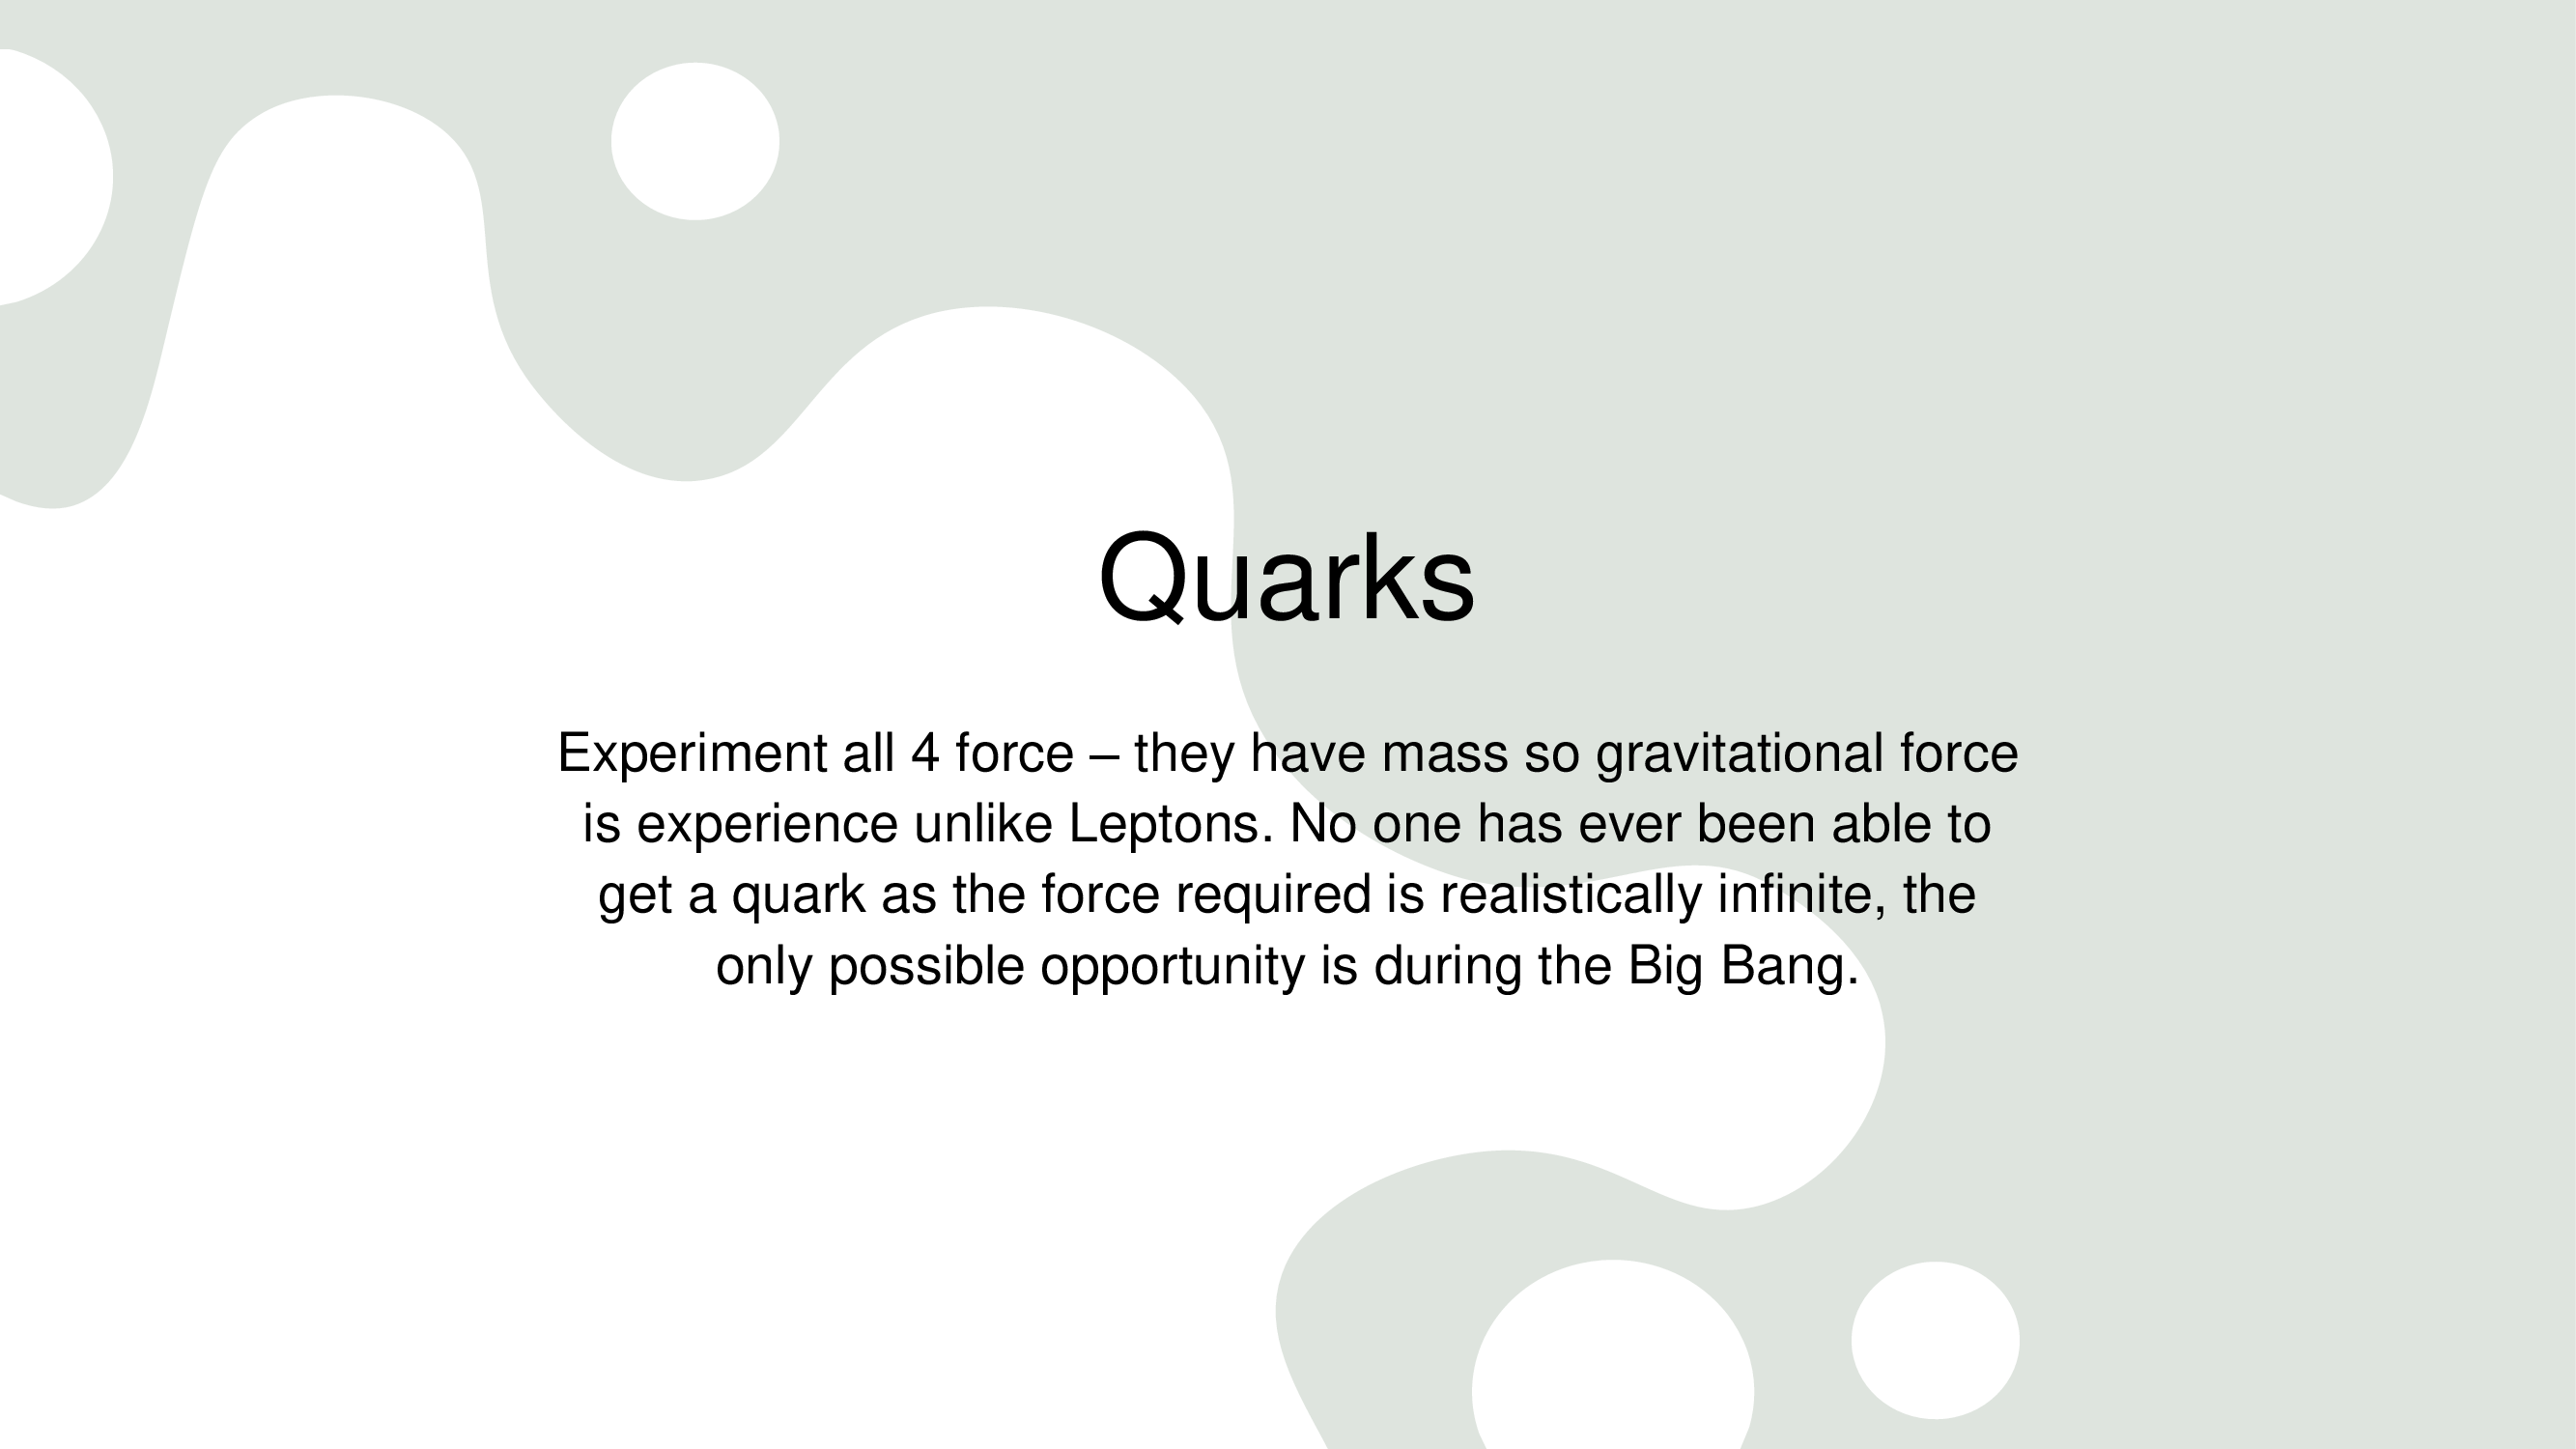 Quarks
Experiment all 4 force – they have mass so gravitational force
is experience unlike Leptons. No one has ever been able to
get a quark as the force required is realistically infinite, the
only possible opportunity is during the Big Bang.